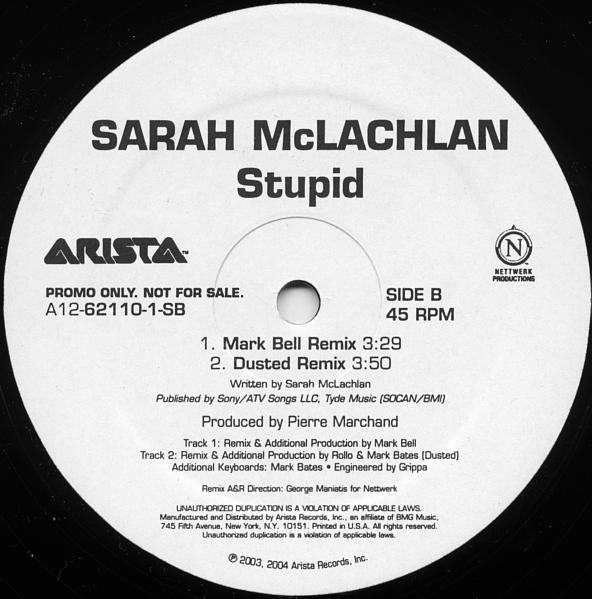 SARAH McLACHLAN
Stupid
ARISTA™
N
NETTWERK
PRODUCTIONS
PROMO ONLY. NOT FOR SALE.
A12-62110-1-SB
SIDE B
45 RPM
1. Mark Bell Remix 3:29
2. Dusted Remix 3:50
Written by Sarah McLachlan
Published by Sony/ATV Songs LLC, Tyde Music (SOCAN/BMI)
Produced by Pierre Marchand
Track 1: Remix & Additional Production by Mark Bell
Track 2: Remix & Additional Production by Rollo & Mark Bates (Dusted)
Additional Keyboards: Mark Bates • Engineered by Grippa
Remix A&R Direction: George Maniatis for Nettwerk
UNAUTHORIZED DUPLICATION IS A VIOLATION OF APPLICABLE LAWS.
Manufactured and Distributed by Arista Records, Inc., an affiliate of BMG Music,
745 Fifth Avenue, New York, N.Y. 10151. Printed in U.S.A. All rights reserved.
Unauthorized duplication is a violation of applicable laws.
℗ 2003, 2004 Arista Records, Inc.